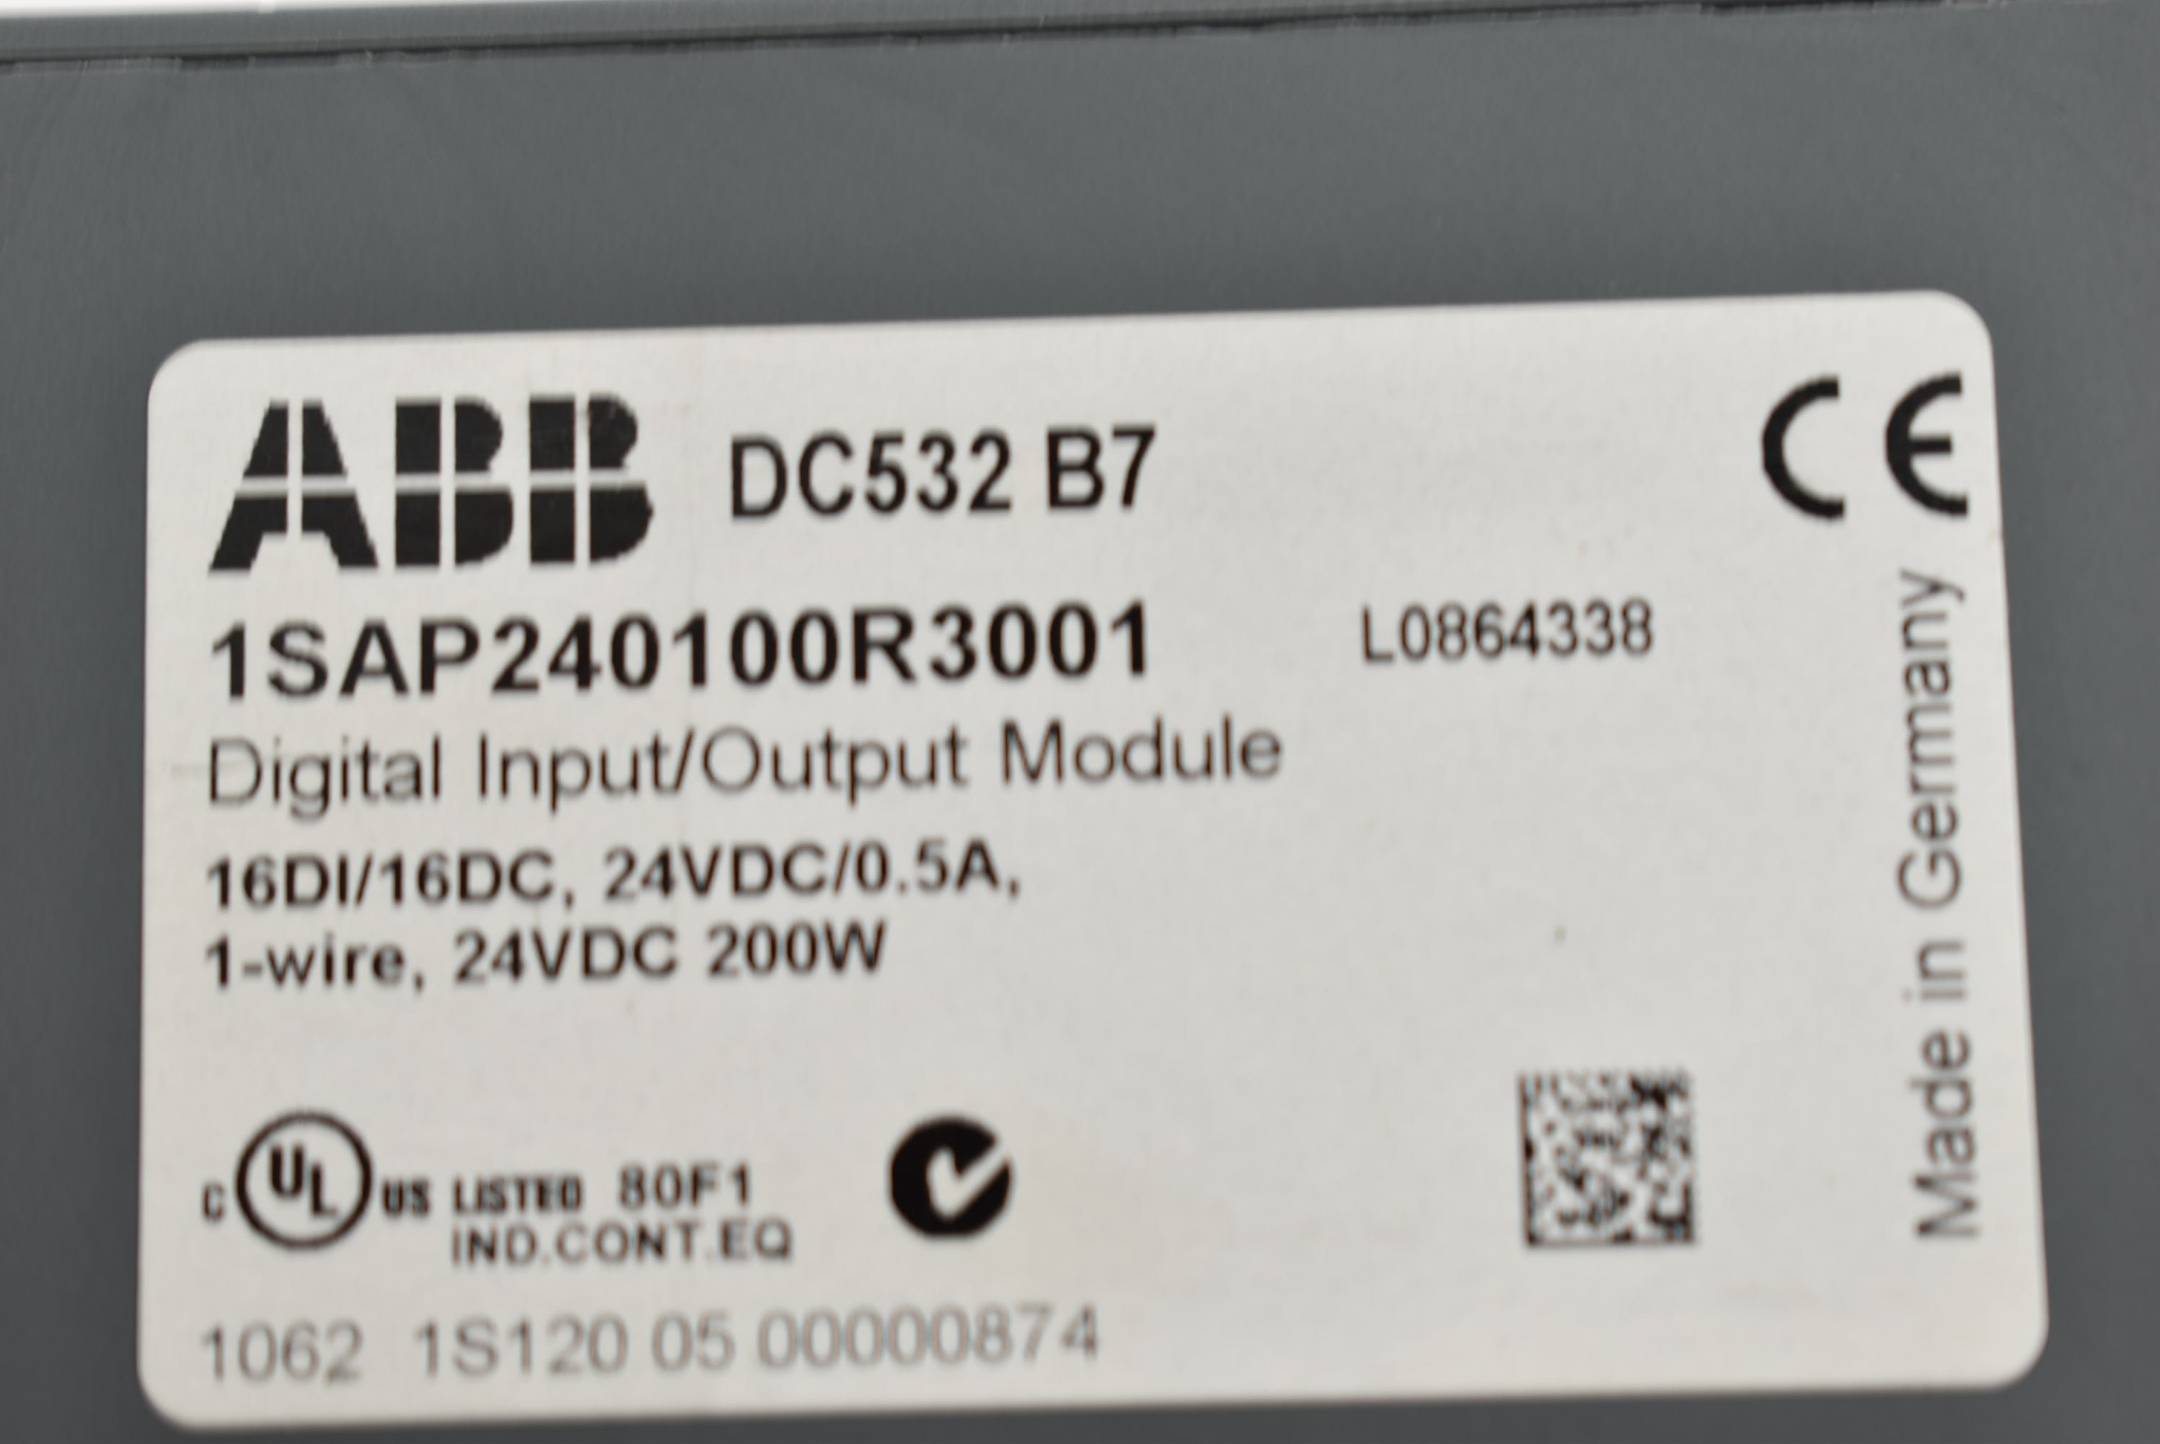 ABB DC532 B7 CE
1SAP240100R3001 L0864338
Digital Input/Output Module
16DI/16DC, 24VDC/0.5A,
1-wire, 24VDC 200W
C UL US LISTED 80F1
IND.CONT.EQ
1062 1S120 05 00000874
Made in Germany